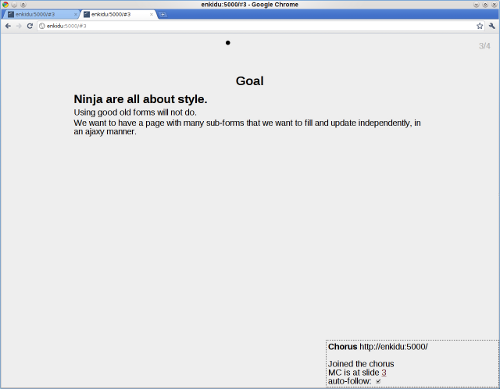 enkidu:5000/#3 - Google Chrome
enkidu:5000/#3
enkidu:5000/#3
enkidu:5000/#3
3/4
Goal
Ninja are all about style.
Using good old forms will not do.
We want to have a page with many sub-forms that we want to fill and update independently, in
an ajaxy manner.
Chorus http://enkidu:5000/
Joined the chorus
MC is at slide 3
auto-follow: